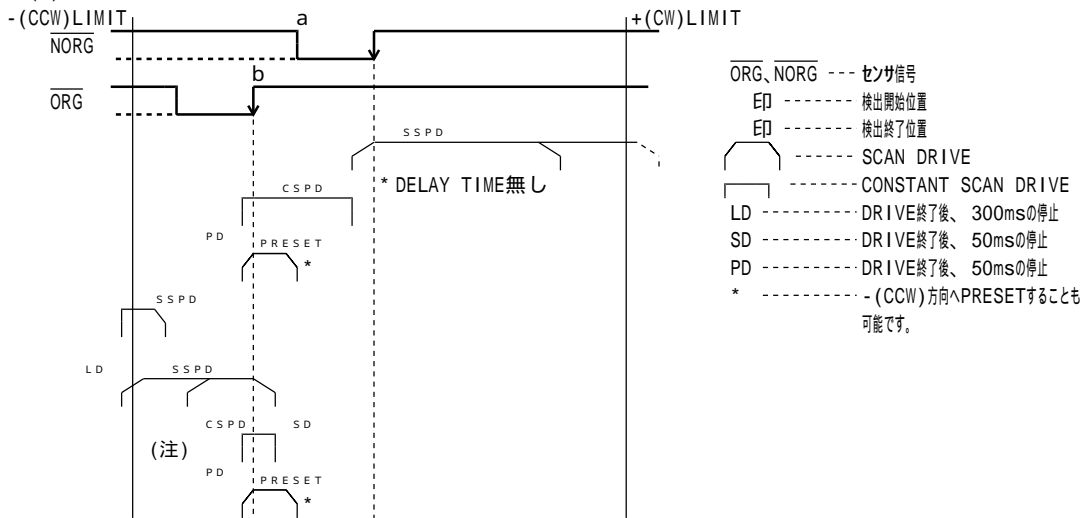 -(CCW)LIMIT
a
+(CW)LIMIT
NORG
b
ORG
SSPD
* DELAY TIME無し
CSPD
PD
PRESET
*
SSPD
LD
SSPD
CSPD
SD
(注)
PD
PRESET
*
ORG、NORG --- センサ信号
印 ------ 検出開始位置
印 ------ 検出終了位置
------ SCAN DRIVE
------- CONSTANT SCAN DRIVE
LD --------- DRIVE終了後、 300msの停止
SD --------- DRIVE終了後、 50msの停止
PD --------- DRIVE終了後、 50msの停止
* --------- -(CCW)方向へPRESETすることも
可能です。